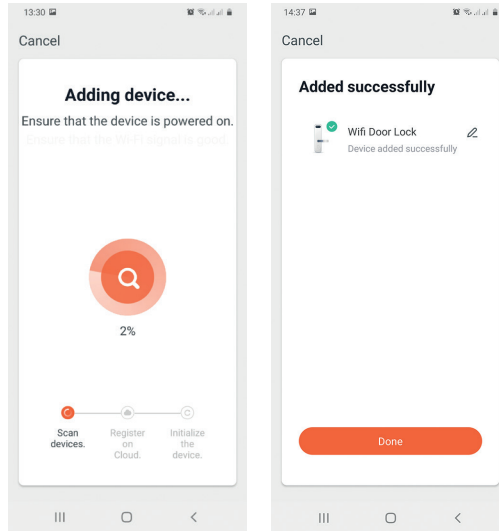 13:30
Cancel
Adding device...
Ensure that the device is powered on.
Ensure that the Wi-Fi signal is good.
2%
Scan
devices.
Register
on
Cloud.
Initialize
the
device.
14:37
Cancel
Added successfully
Wifi Door Lock
Device added successfully
Done